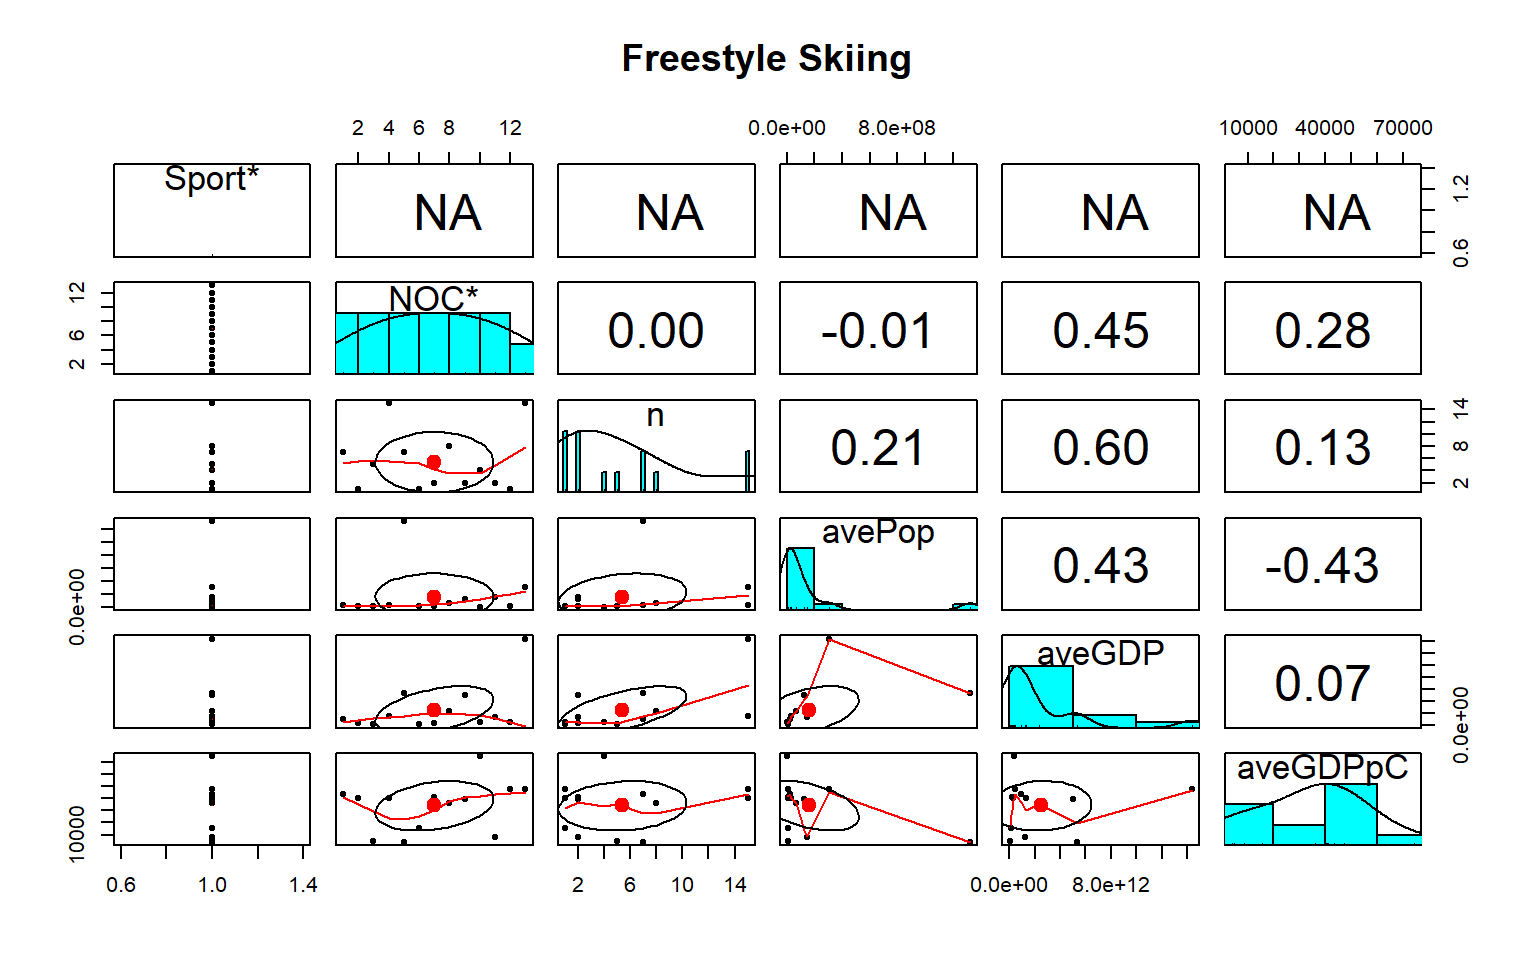 Freestyle Skiing
2 4 6 8 12 0.0e+00 8.0e+08 10000 40000 70000
Sport* NA NA NA NA NA 0.6 1.2
2 6 12 NOC* 0.00 -0.01 0.45 0.28
n 0.21 0.60 0.13 2 8 14
0.0e+00 avePop 0.43 -0.43
aveGDP 0.07 0.0e+00
10000 aveGDPpC
0.6 1.0 1.4 2 6 10 14 0.0e+00 8.0e+12